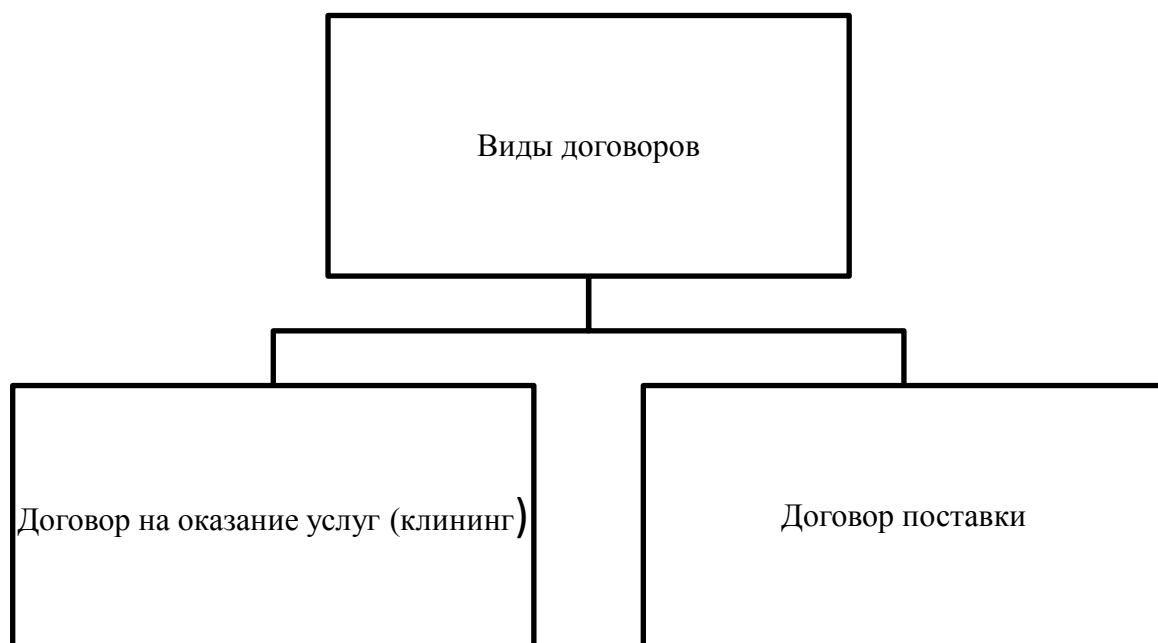 Виды договоров
Договор на оказание услуг (клининг)
Договор поставки